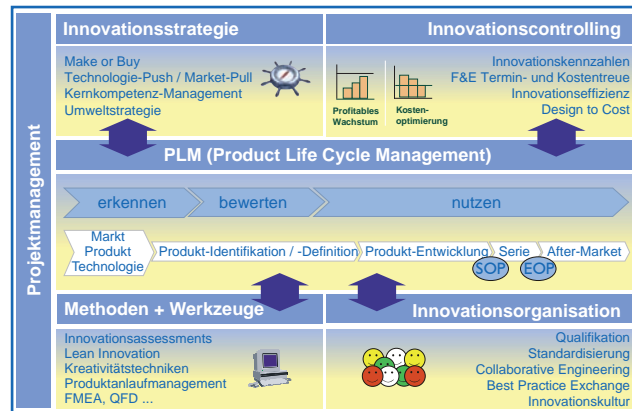 Projektmanagement
Innovationsstrategie
Make or Buy
Technologie-Push / Market-Pull
Kernkompetenz-Management
Umweltstrategie
Innovationscontrolling
Profitables
Wachstum
Kosten-
optimierung
Innovationskennzahlen
F&E Termin- und Kostentreue
Innovationseffizienz
Design to Cost
PLM (Product Life Cycle Management)
erkennen
bewerten
nutzen
Markt
Produkt
Technologie
Produkt-Identifikation / -Definition
Produkt-Entwicklung
Serie
After-Market
SOP
EOP
Methoden + Werkzeuge
Innovationsassessments
Lean Innovation
Kreativitätstechniken
Produktanlaufmanagement
FMEA, QFD ...
Innovationsorganisation
Qualifikation
Standardisierung
Collaborative Engineering
Best Practice Exchange
Innovationskultur